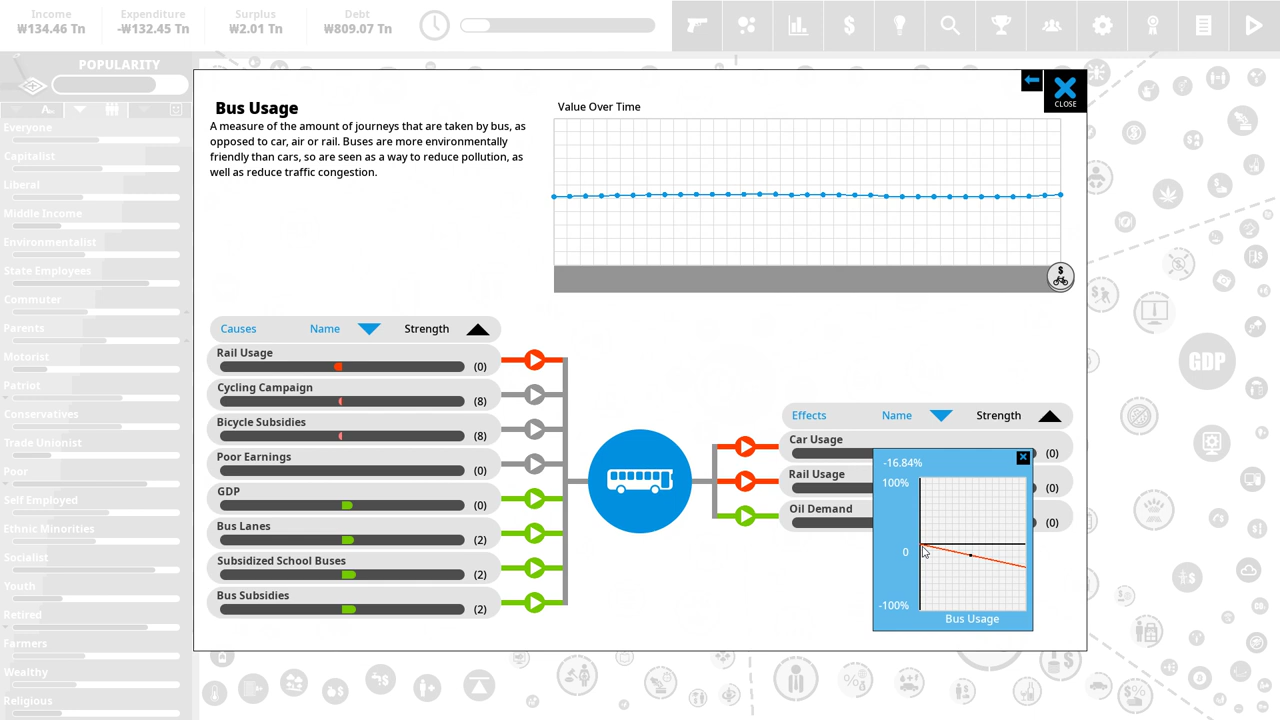 Income
Expenditure
Surplus
Debt
₩134.46 Tn
-₩132.45 Tn
₩2.01 Tn
₩809.07 Tn
POPULARITY
Everyone
Capitalist
Liberal
Middle Income
Environmentalist
State Employees
Commuter
Parents
Motorist
Patriot
Conservatives
Trade Unionist
Poor
Self Employed
Ethnic Minorities
Socialist
Youth
Retired
Farmers
Wealthy
Religious
Bus Usage
A measure of the amount of journeys that are taken by bus, as
opposed to car, air or rail. Buses are more environmentally
friendly than cars, so are seen as a way to reduce pollution, as
well as reduce traffic congestion.
Value Over Time
CLOSE
Causes Name Strength
Rail Usage
(0)
Cycling Campaign
(8)
Bicycle Subsidies
(8)
Poor Earnings
(0)
GDP
(0)
Bus Lanes
(2)
Subsidized School Buses
(2)
Bus Subsidies
(2)
Effects Name Strength
Car Usage
(0)
Rail Usage
(0)
Oil Demand
(0)
-16.84%
100%
0
-100%
Bus Usage
GDP